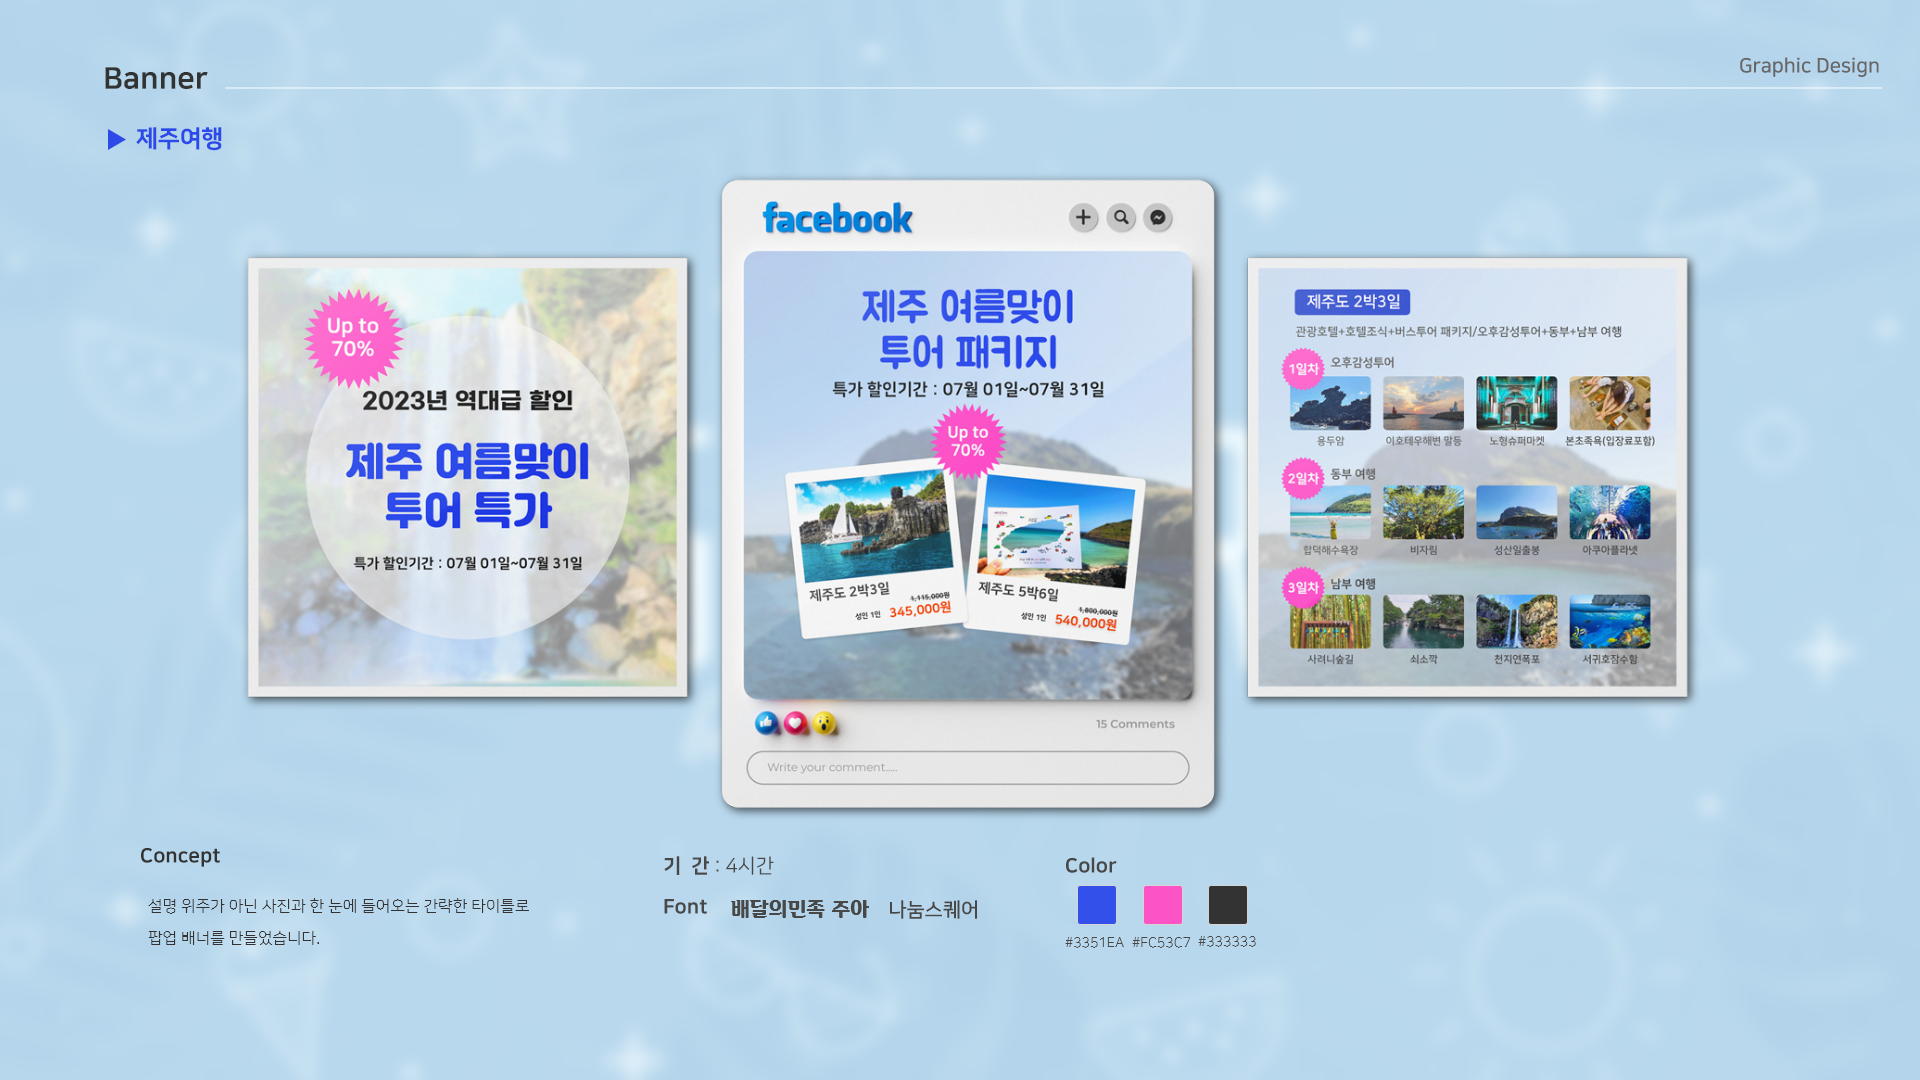 Banner
Graphic Design
▶ 제주여행
Up to
70%
2023년 역대급 할인
제주 여름맞이
투어 특가
특가 할인기간 : 07월 01일~07월 31일
facebook
제주 여름맞이
투어 패키지
특가 할인기간 : 07월 01일~07월 31일
Up to
70%
제주도 2박3일
1,115,000원
성인 1인 345,000원
제주도 5박6일
1,800,000원
성인 1인 540,000원
15 Comments
Write your comment.....
제주도 2박3일
관광호텔+호텔조식+버스투어 패키지/오후감성투어+동부+남부 여행
1일차 오후감성투어
용두암 이호테우해변 말등 노형슈퍼마켓 본초족욕(입장료포함)
2일차 동부 여행
함덕해수욕장 비자림 성산일출봉 아쿠아플라넷
3일차 남부 여행
사려니숲길 쇠소깍 천지연폭포 서귀호잠수함
Concept
설명 위주가 아닌 사진과 한 눈에 들어오는 간략한 타이틀로
팝업 배너를 만들었습니다.
기 간 : 4시간
Font 배달의민족 주아 나눔스퀘어
Color
#3351EA #FC53C7 #333333